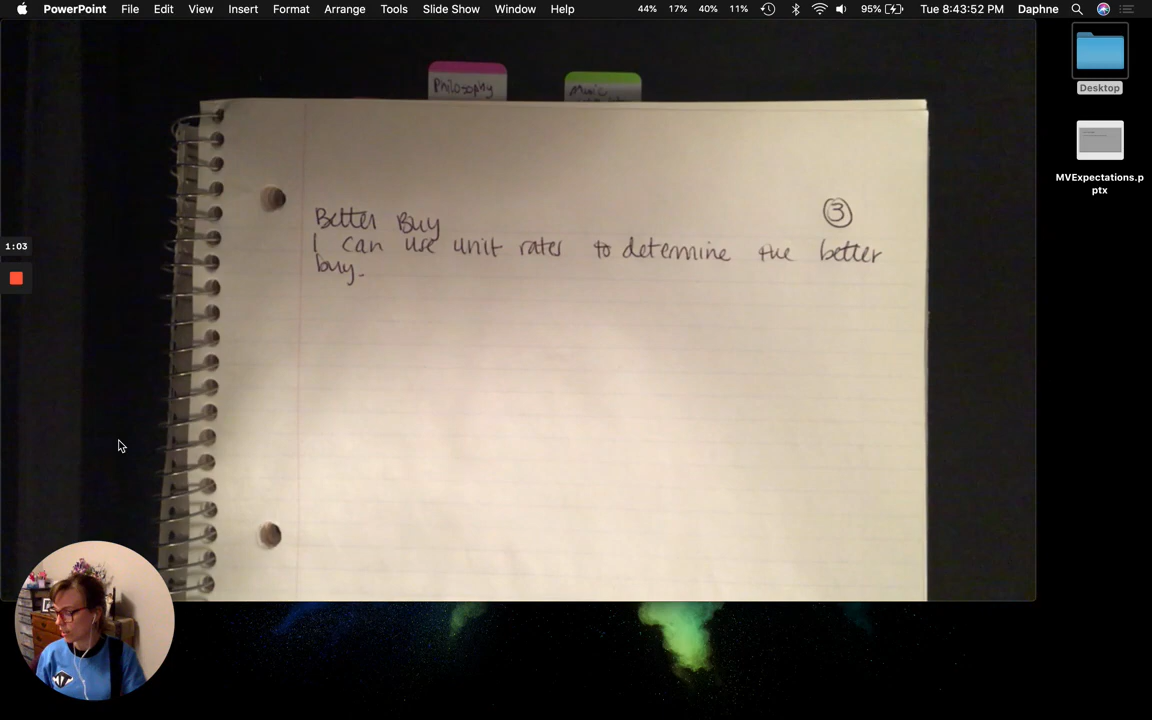 PowerPoint File Edit View Insert Format Arrange Tools Slide Show Window Help 44% 17% 40% 11% 95% Tue 8:43:52 PM Daphne
Desktop
MVExpectations.p
ptx
1:03
Philosophy
Music
Better Buy
3
I can use unit rates to determine the better
buy.